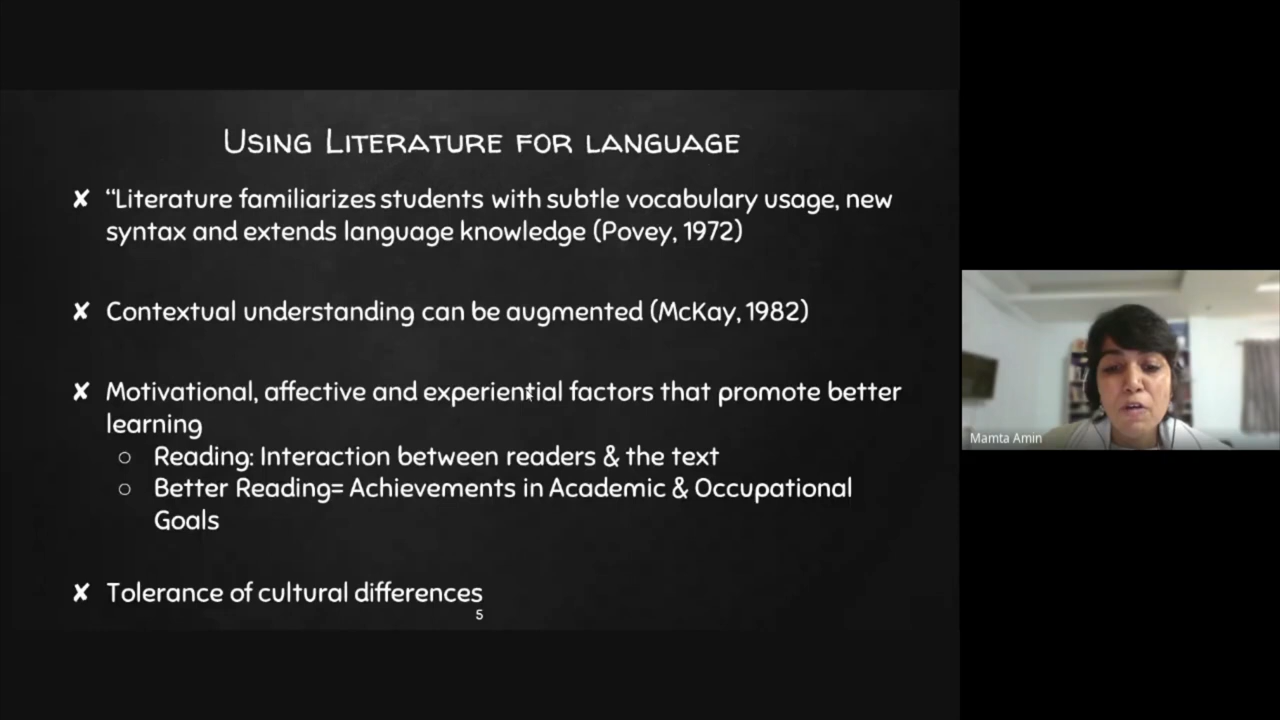 Using Literature for language
✘ “Literature familiarizes students with subtle vocabulary usage, new
syntax and extends language knowledge (Povey, 1972)
✘ Contextual understanding can be augmented (McKay, 1982)
✘ Motivational, affective and experiential factors that promote better
learning
○ Reading: Interaction between readers & the text
○ Better Reading= Achievements in Academic & Occupational
Goals
✘ Tolerance of cultural differences
5
Mamta Amin